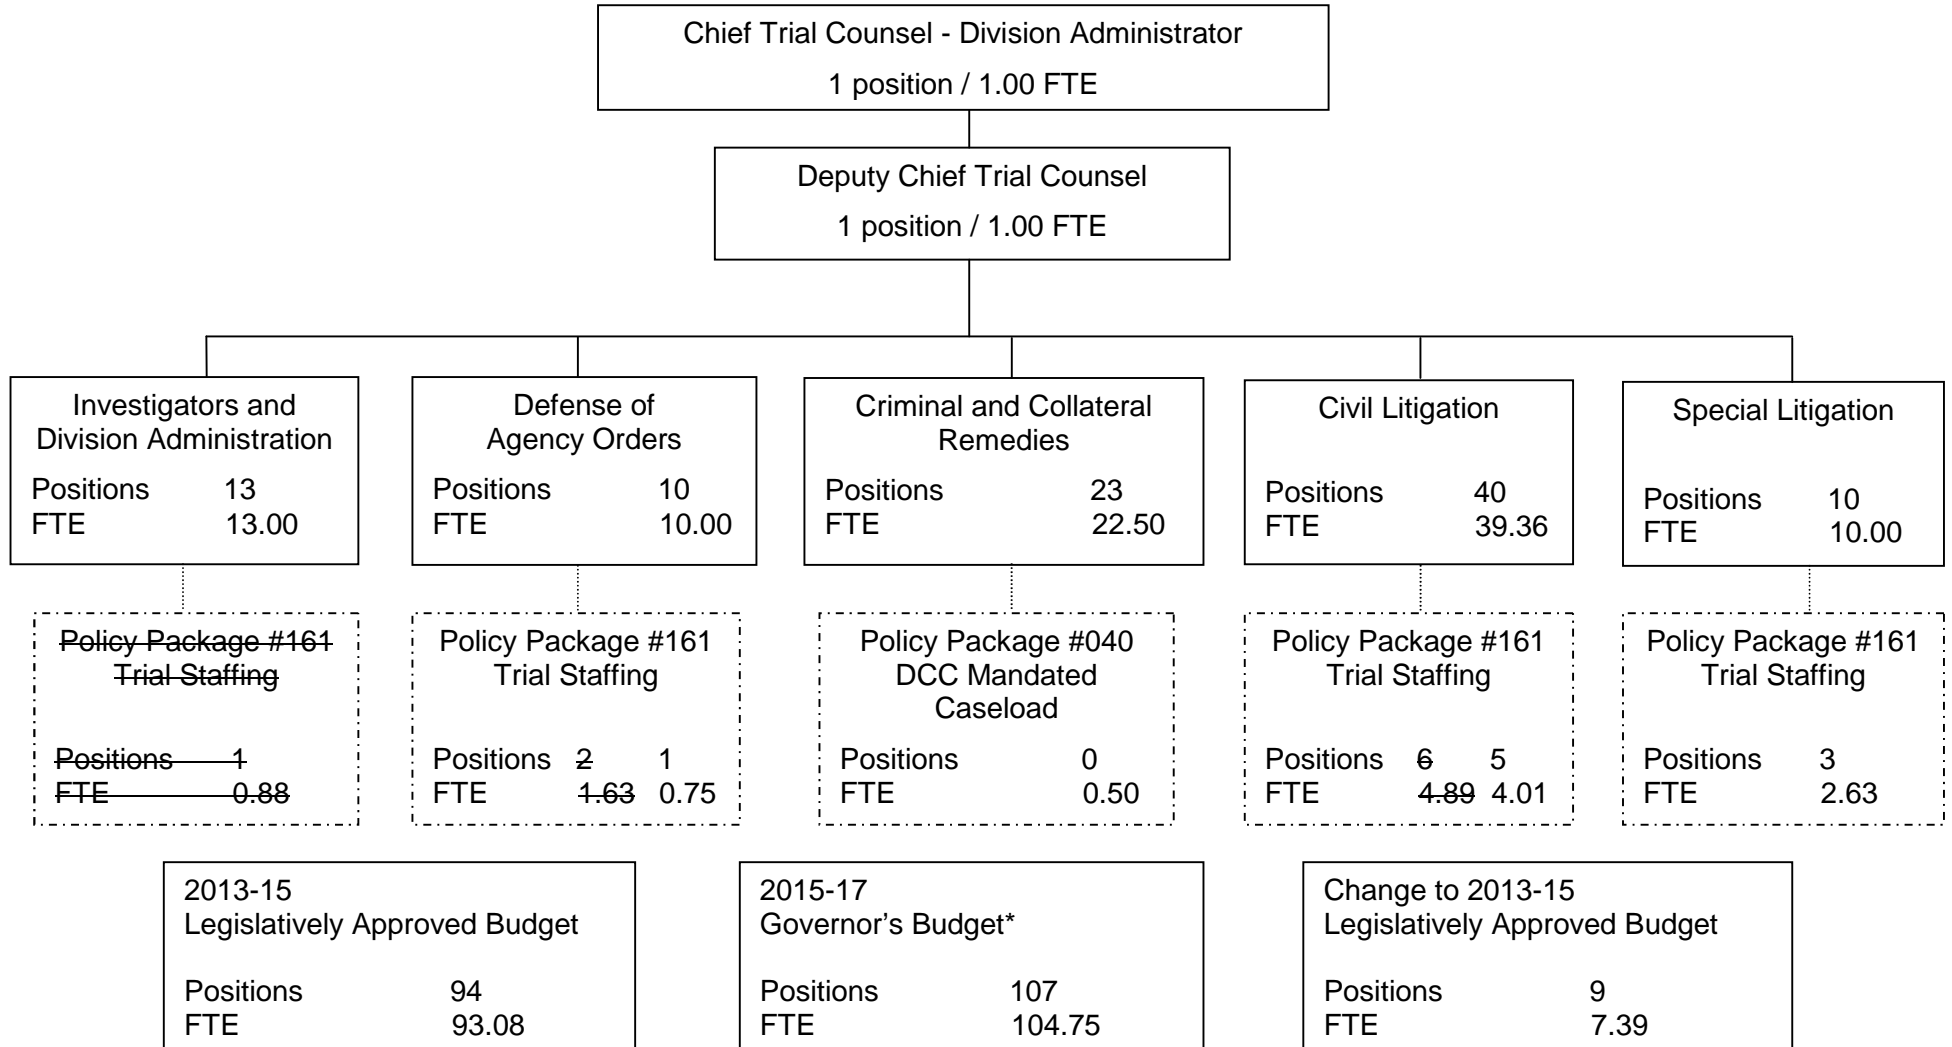 Chief Trial Counsel - Division Administrator
1 position / 1.00 FTE
Deputy Chief Trial Counsel
1 position / 1.00 FTE
Investigators and
Division Administration
Positions 13
FTE 13.00
Defense of
Agency Orders
Positions 10
FTE 10.00
Criminal and Collateral
Remedies
Positions 23
FTE 22.50
Civil Litigation
Positions 40
FTE 39.36
Special Litigation
Positions 10
FTE 10.00
Policy Package #161
Trial Staffing
Positions 1
FTE 0.88
Policy Package #161
Trial Staffing
Positions 2 1
FTE 1.63 0.75
Policy Package #040
DCC Mandated
Caseload
Positions 0
FTE 0.50
Policy Package #161
Trial Staffing
Positions 6 5
FTE 4.89 4.01
Policy Package #161
Trial Staffing
Positions 3
FTE 2.63
2013-15
Legislatively Approved Budget
Positions 94
FTE 93.08
2015-17
Governor's Budget*
Positions 107
FTE 104.75
Change to 2013-15
Legislatively Approved Budget
Positions 9
FTE 7.39